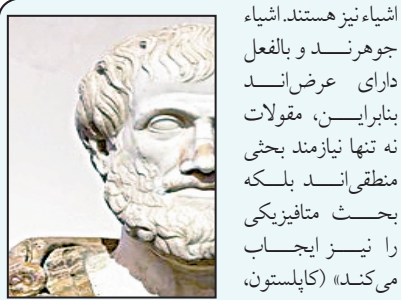 اشیاء نیز هستند. اشیاء
جوهرند و بالفعل
دارای عرض‌اند
بنابراین، مقولات
نه تنها نیازمند بحثی
منطقی‌اند بلکه
بحث متافیزیکی
را نیز ایجاب
می‌کند» (کاپلستون،